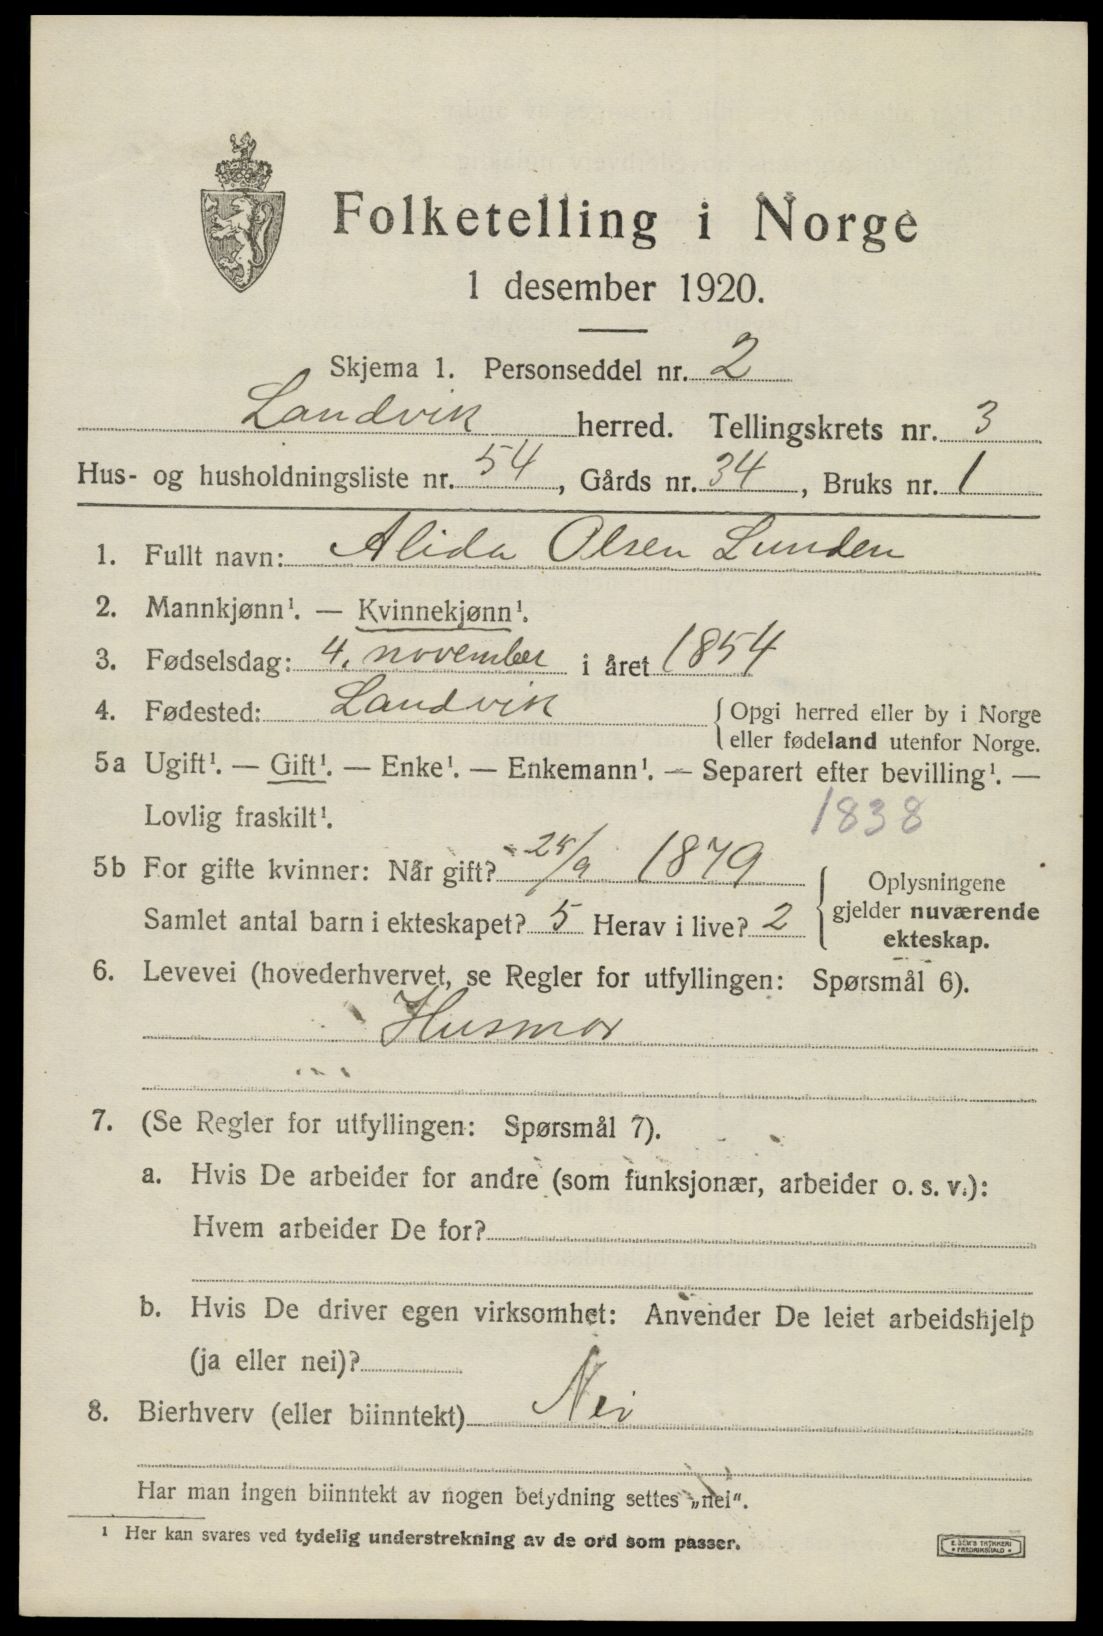 Folketelling i Norge
1 desember 1920.
Skjema 1. Personseddel nr. 2
Landvik herred. Tellingskrets nr. 3
Hus- og husholdningsliste nr. 54, Gårds nr. 34, Bruks nr. 1
1. Fullt navn: Alida Olsen Lunden
2. Mannkjønn¹. — Kvinnekjønn¹.
3. Fødselsdag: 4. november i året 1854
4. Fødested: Landvik { Opgi herred eller by i Norge
eller fødeland utenfor Norge.
5a Ugift¹. — Gift¹. — Enke¹. — Enkemann¹. — Separert efter bevilling¹. —
Lovlig fraskilt¹. 1838
5b For gifte kvinner: Når gift? 25/9 1879
Samlet antal barn i ekteskapet? 5 Herav i live? 2
{ Oplysningene
gjelder nuværende
ekteskap.
6. Levevei (hovederhvervet, se Regler for utfyllingen: Spørsmål 6).
Husmor
7. (Se Regler for utfyllingen: Spørsmål 7).
a. Hvis De arbeider for andre (som funksjonær, arbeider o. s. v.):
Hvem arbeider De for?
b. Hvis De driver egen virksomhet: Anvender De leiet arbeidshjelp
(ja eller nei)?
8. Bierhverv (eller biinntekt) Nei
Har man ingen biinntekt av nogen betydning settes „nei“.
¹ Her kan svares ved tydelig understrekning av de ord som passer.
E. SEM'S TRYKKERI
• FREDRIKSHALD •